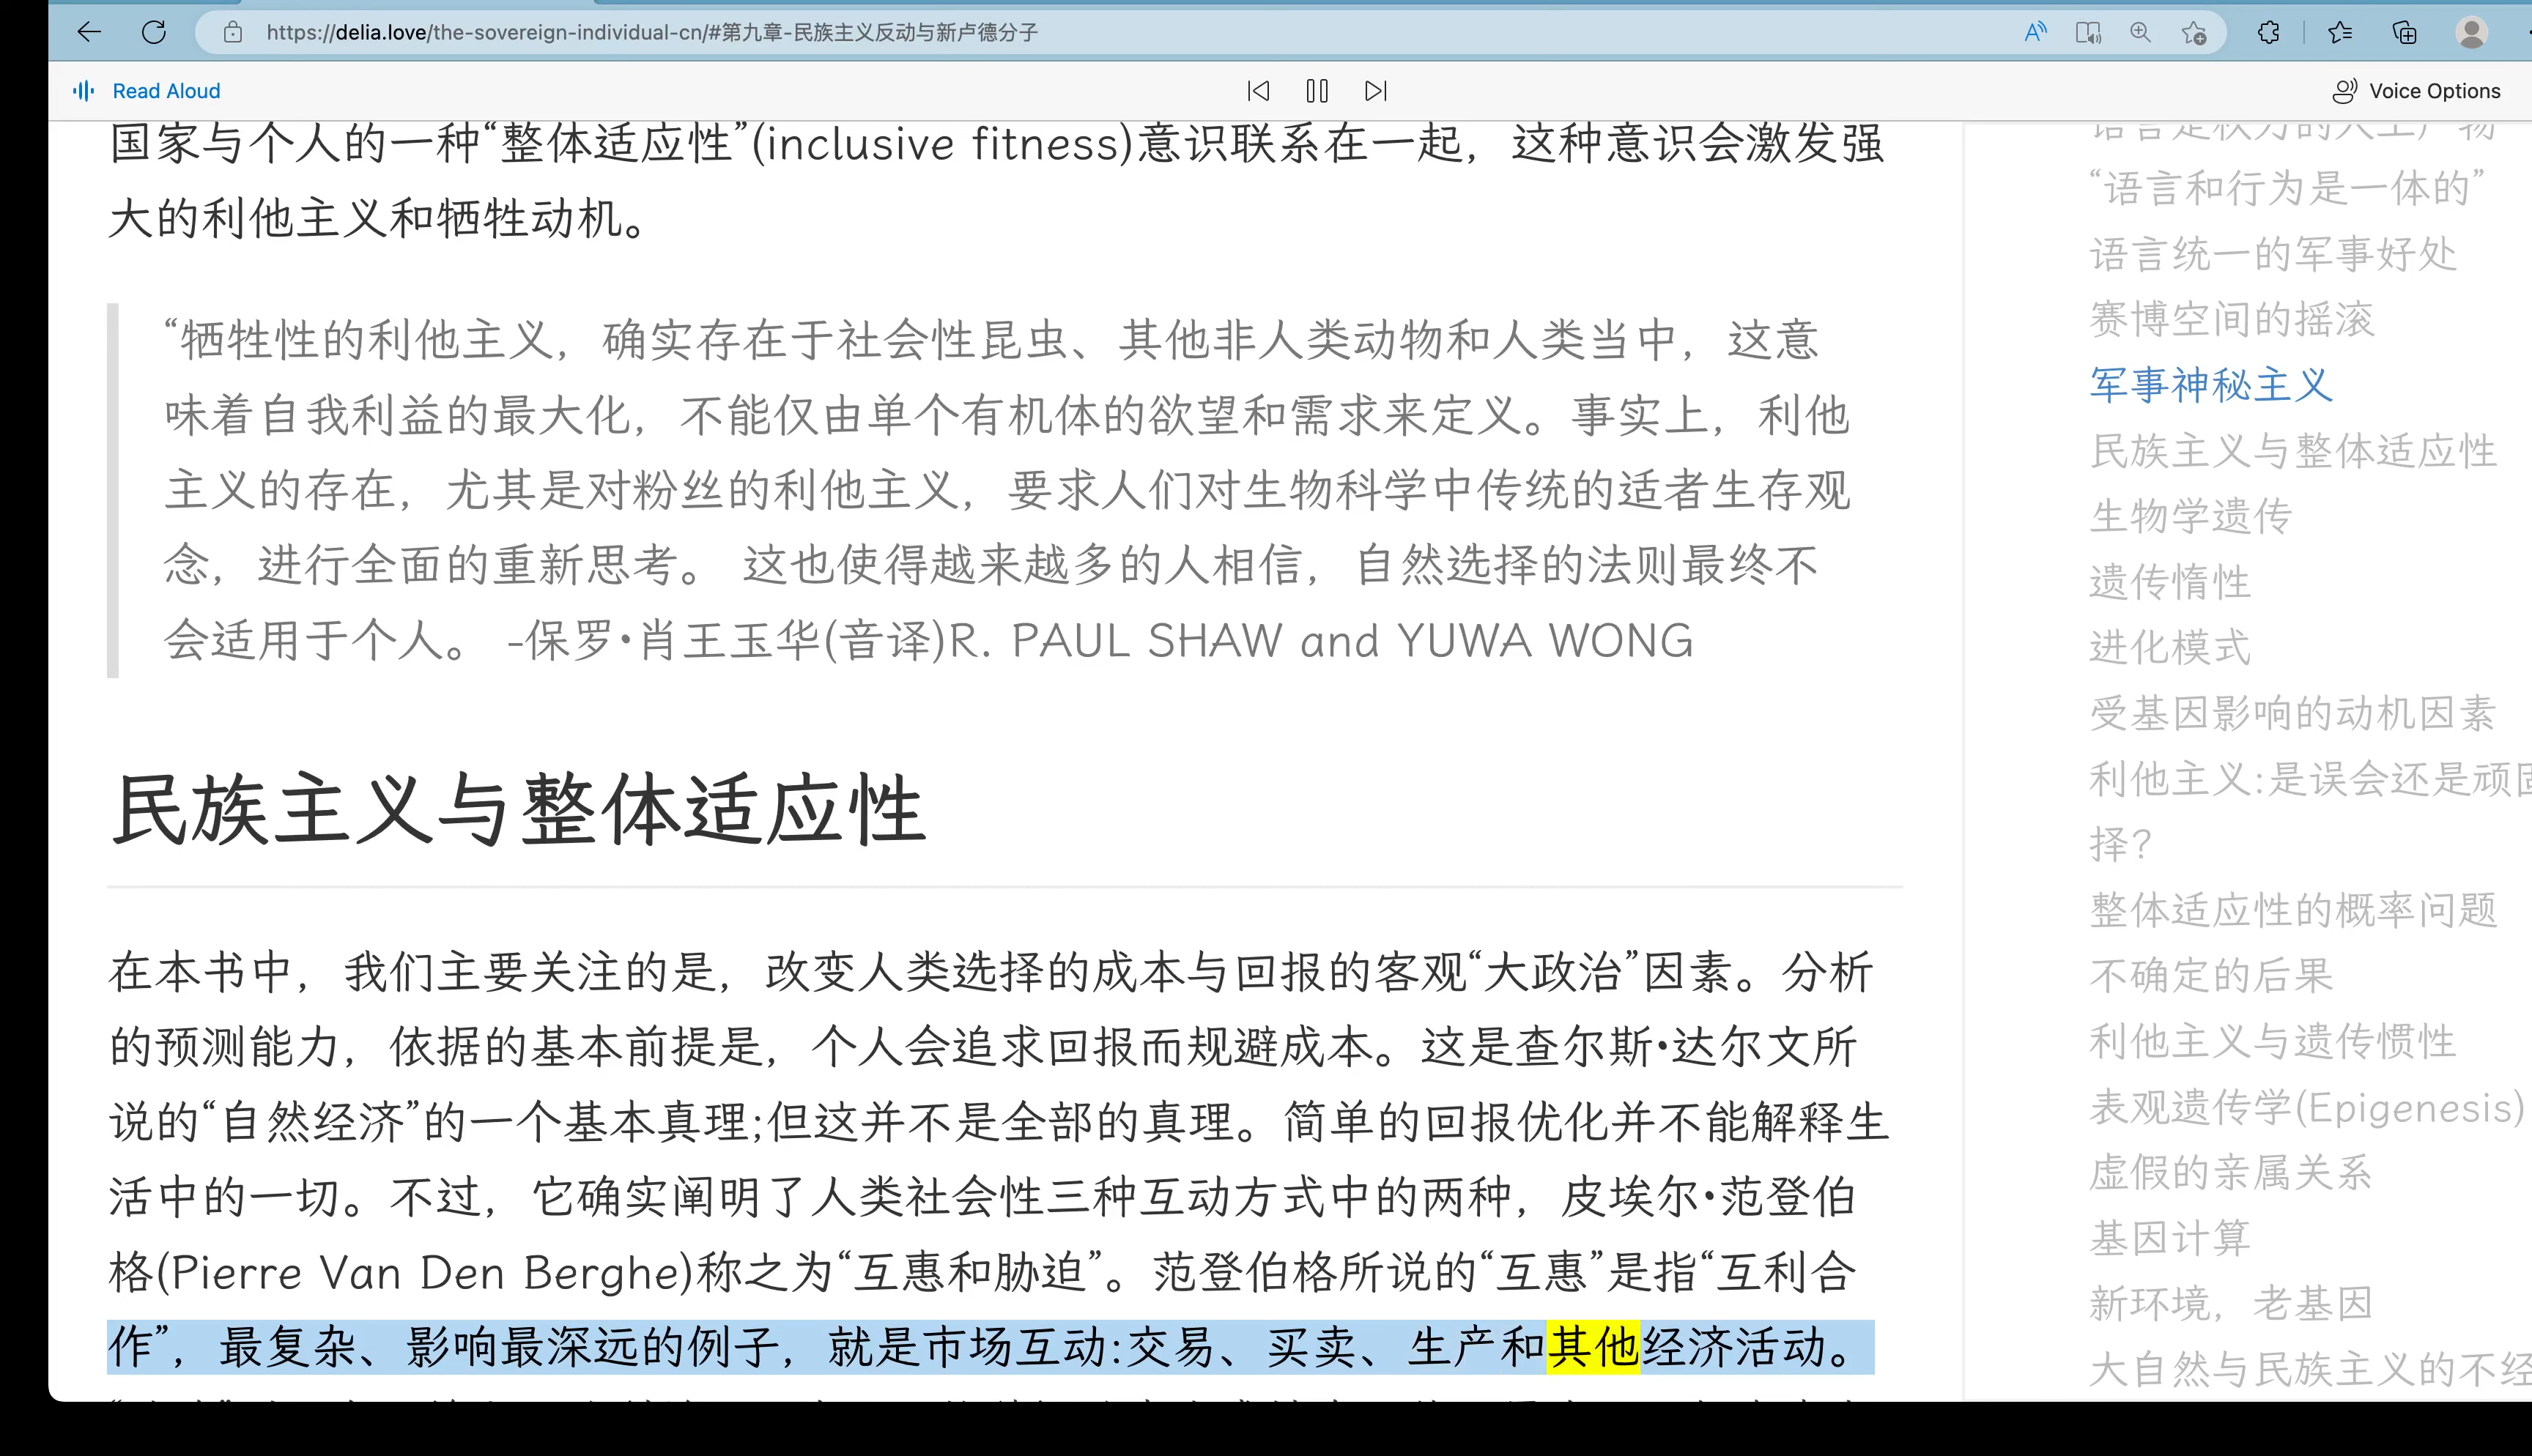 https://delia.love/the-sovereign-individual-cn/#第九章-民族主义反动与新卢德分子
Read Aloud
Voice Options
国家与个人的一种“整体适应性”(inclusive fitness)意识联系在一起，这种意识会激发强
大的利他主义和牺牲动机。
“牺牲性的利他主义，确实存在于社会性昆虫、其他非人类动物和人类当中，这意
味着自我利益的最大化，不能仅由单个有机体的欲望和需求来定义。事实上，利他
主义的存在，尤其是对粉丝的利他主义，要求人们对生物科学中传统的适者生存观
念，进行全面的重新思考。 这也使得越来越多的人相信，自然选择的法则最终不
会适用于个人。 -保罗•肖王玉华(音译)R. PAUL SHAW and YUWA WONG
民族主义与整体适应性
在本书中，我们主要关注的是，改变人类选择的成本与回报的客观“大政治”因素。分析
的预测能力，依据的基本前提是，个人会追求回报而规避成本。这是查尔斯•达尔文所
说的“自然经济”的一个基本真理;但这并不是全部的真理。简单的回报优化并不能解释生
活中的一切。不过，它确实阐明了人类社会性三种互动方式中的两种，皮埃尔•范登伯
格(Pierre Van Den Berghe)称之为“互惠和胁迫”。范登伯格所说的“互惠”是指“互利合
作”，最复杂、影响最深远的例子，就是市场互动:交易、买卖、生产和其他经济活动。
语言是权力的人工产物
“语言和行为是一体的”
语言统一的军事好处
赛博空间的摇滚
军事神秘主义
民族主义与整体适应性
生物学遗传
遗传惰性
进化模式
受基因影响的动机因素
利他主义:是误会还是顽固
择？
整体适应性的概率问题
不确定的后果
利他主义与遗传惯性
表观遗传学(Epigenesis)
虚假的亲属关系
基因计算
新环境，老基因
大自然与民族主义的不经